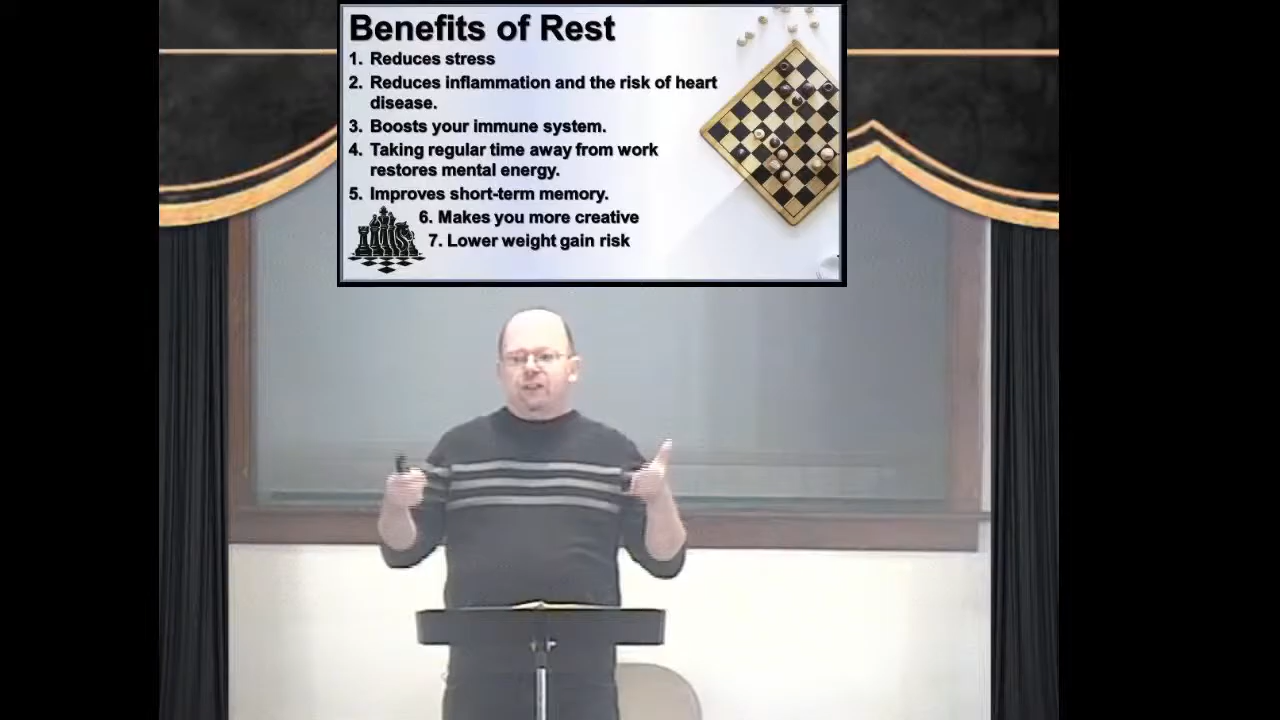 Benefits of Rest
1. Reduces stress
2. Reduces inflammation and the risk of heart
disease.
3. Boosts your immune system.
4. Taking regular time away from work
restores mental energy.
5. Improves short-term memory.
6. Makes you more creative
7. Lower weight gain risk